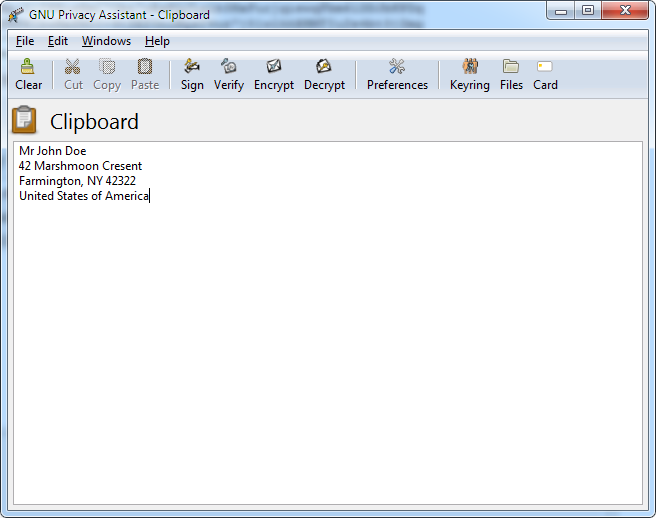 GNU Privacy Assistant - Clipboard
File Edit Windows Help
Clear Cut Copy Paste Sign Verify Encrypt Decrypt Preferences Keyring Files Card
Clipboard
Mr John Doe
42 Marshmoon Cresent
Farmington, NY 42322
United States of America